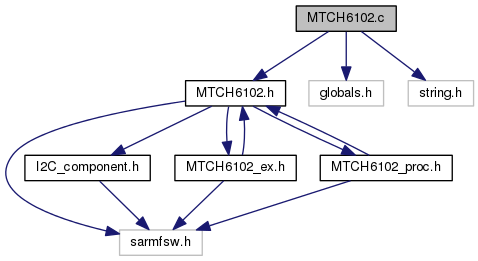 MTCH6102.c
MTCH6102.h
globals.h
string.h
I2C_component.h
MTCH6102_ex.h
MTCH6102_proc.h
sarmfsw.h